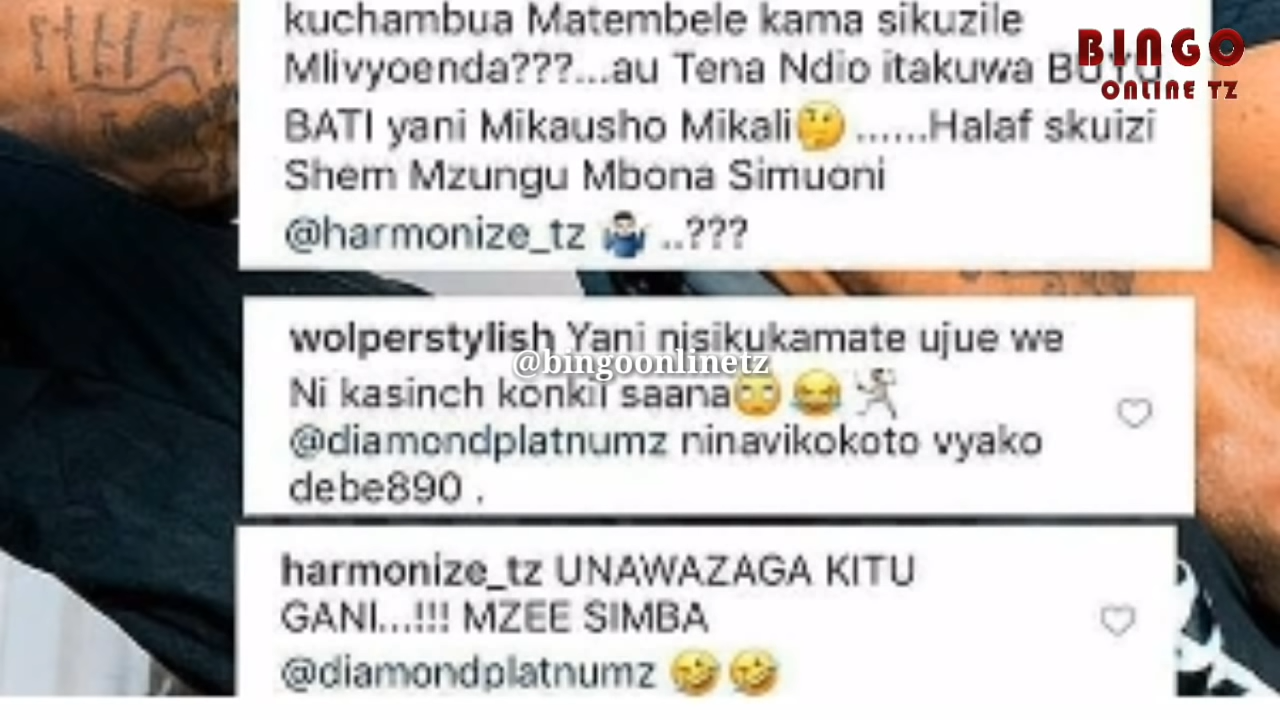 kuchambua Matembele kama sikuzile
Mlivyoenda???...au Tena Ndio itakuwa BUYU
BATI yani Mikausho Mikali🤔 ......Halaf skuizi
Shem Mzungu Mbona Simuoni
@harmonize_tz 🤷🏻‍♂️ ..???
BINGO
ONLINE TZ
wolperstylish Yani nisikukamate ujue we
@bingoonlinetz
Ni kasinch konkii saana🙄😂🏃🏻
@diamondplatnumz ninavikokoto vyako
debe890 .
harmonize_tz UNAWAZAGA KITU
GANI...!!! MZEE SIMBA
@diamondplatnumz 🤣🤣